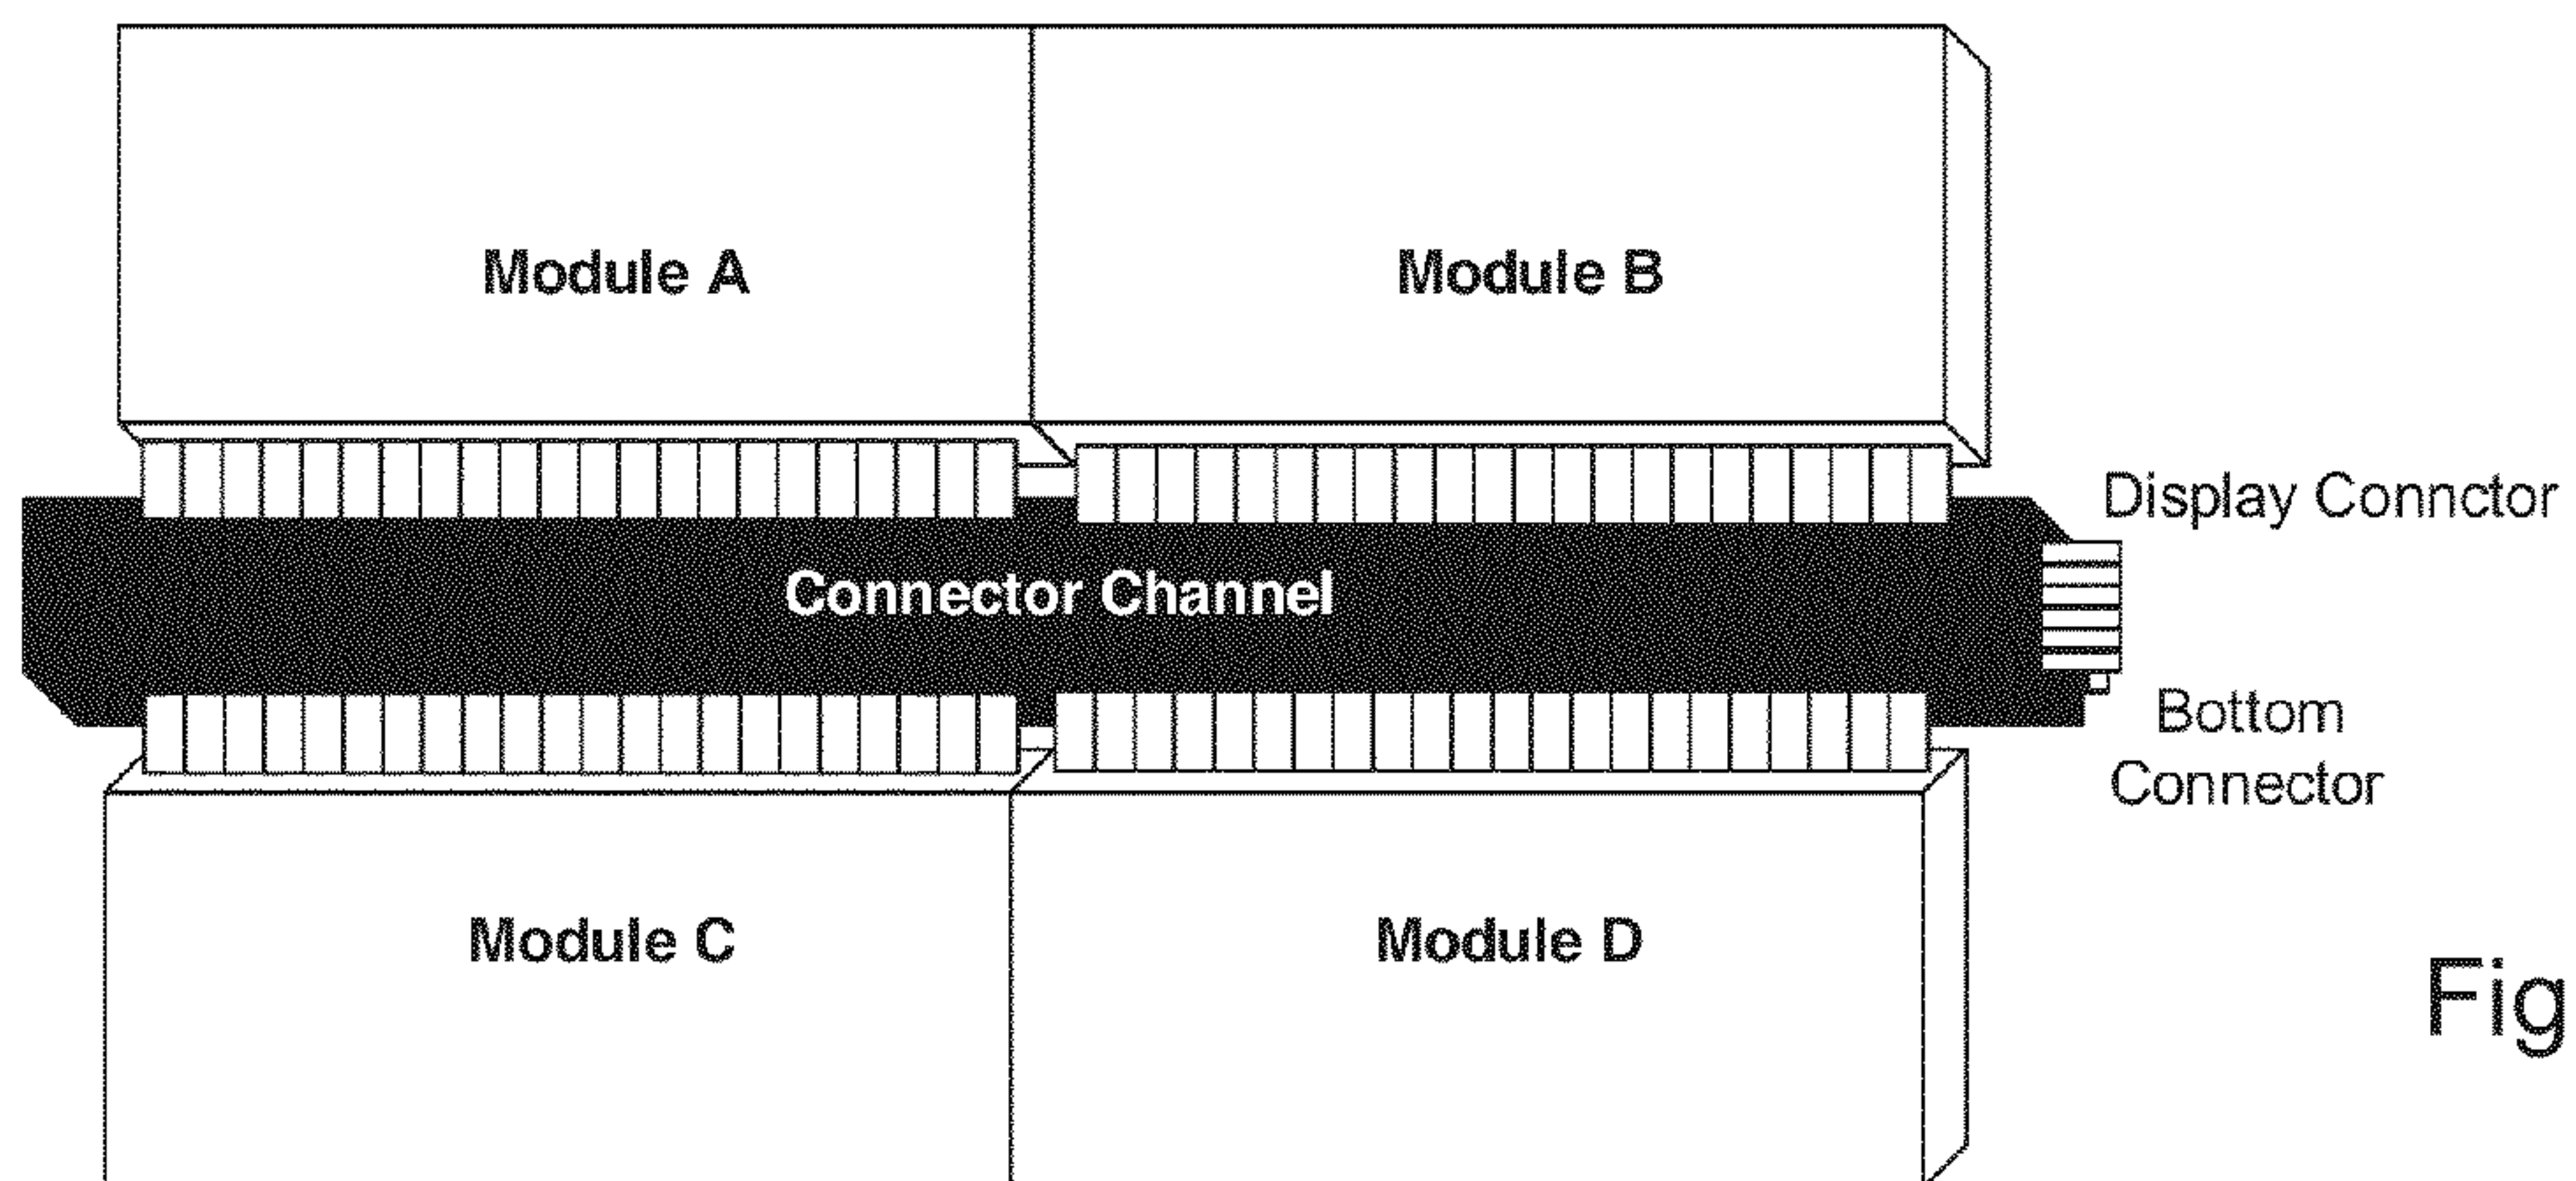 Module A
Module B
Display Connctor
Connector Channel
Bottom
Connector
Module C
Module D
Fig